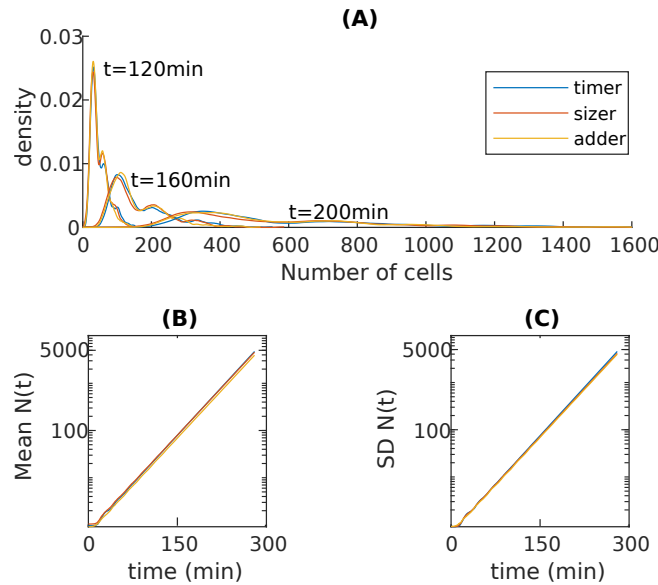 (A)
0.03
0.02
0.01
0
density
t=120min
t=160min
t=200min
timer
sizer
adder
0 200 400 600 800 1000 1200 1400 1600
Number of cells
(B)
5000
100
Mean N(t)
0 150 300
time (min)
(C)
5000
100
SD N(t)
0 150 300
time (min)